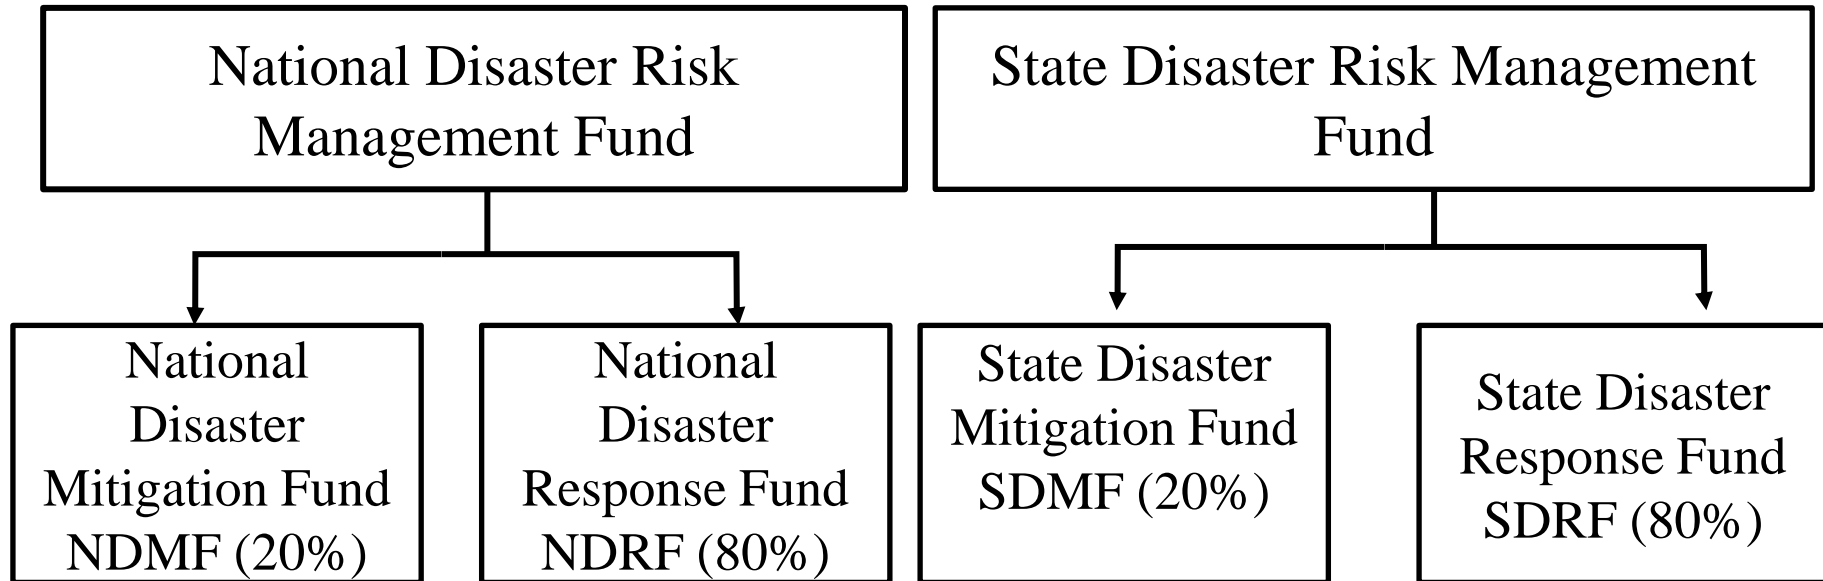 National Disaster Risk
Management Fund
State Disaster Risk Management
Fund
National
Disaster
Mitigation Fund
NDMF (20%)
National
Disaster
Response Fund
NDRF (80%)
State Disaster
Mitigation Fund
SDMF (20%)
State Disaster
Response Fund
SDRF (80%)